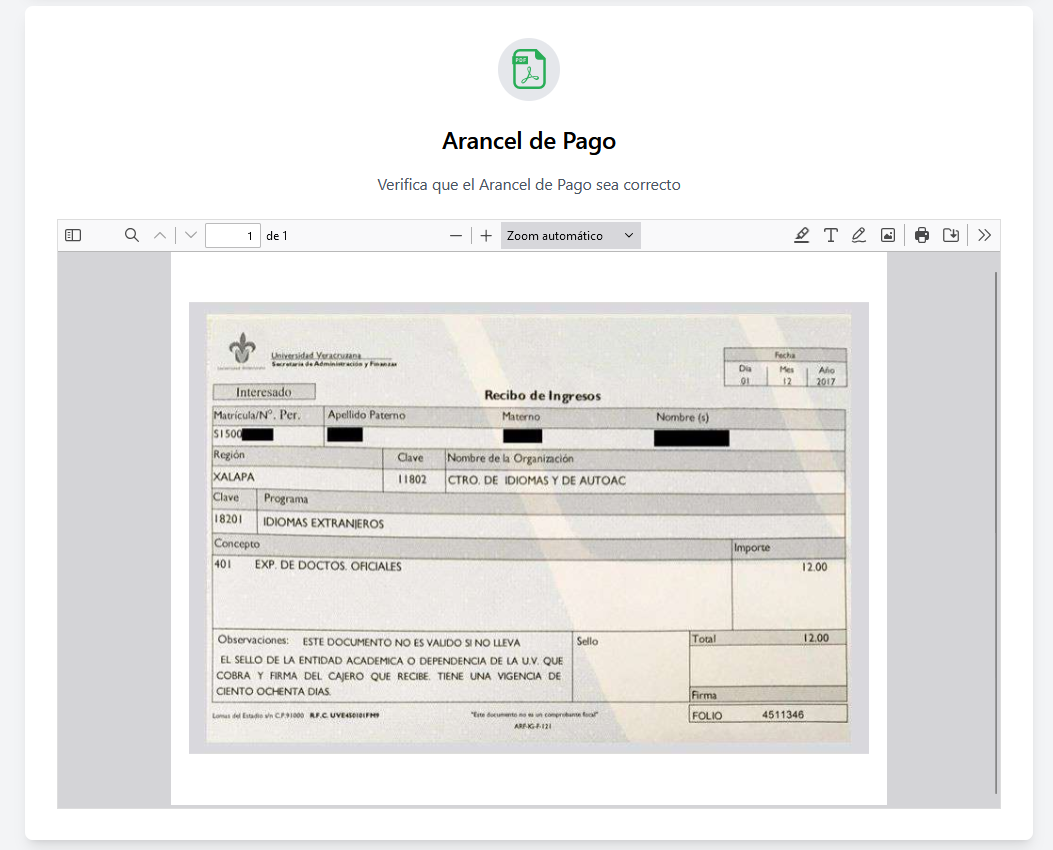 PDF
Arancel de Pago
Verifica que el Arancel de Pago sea correcto
1 de 1
Zoom automático
Universidad Veracruzana
Secretaría de Administración y Finanzas
Fecha
Día Mes Año
01 12 2017
Interesado
Recibo de Ingresos
Matrícula/Nº. Per. Apellido Paterno Materno Nombre (s)
S1500
Región Clave Nombre de la Organización
XALAPA 11802 CTRO. DE IDIOMAS Y DE AUTOAC
Clave Programa
18201 IDIOMAS EXTRANJEROS
Concepto Importe
401 EXP. DE DOCTOS. OFICIALES 12.00
Observaciones: ESTE DOCUMENTO NO ES VALIDO SI NO LLEVA
EL SELLO DE LA ENTIDAD ACADEMICA O DEPENDENCIA DE LA U.V. QUE
COBRA Y FIRMA DEL CAJERO QUE RECIBE. TIENE UNA VIGENCIA DE
CIENTO OCHENTA DIAS.
Sello
Total 12.00
Firma
Lomas del Estadio s/n C.P. 91000 R.F.C. UVE450101FM9
"Este documento no es un comprobante fiscal"
ARF-IG-F-121
FOLIO 4511346